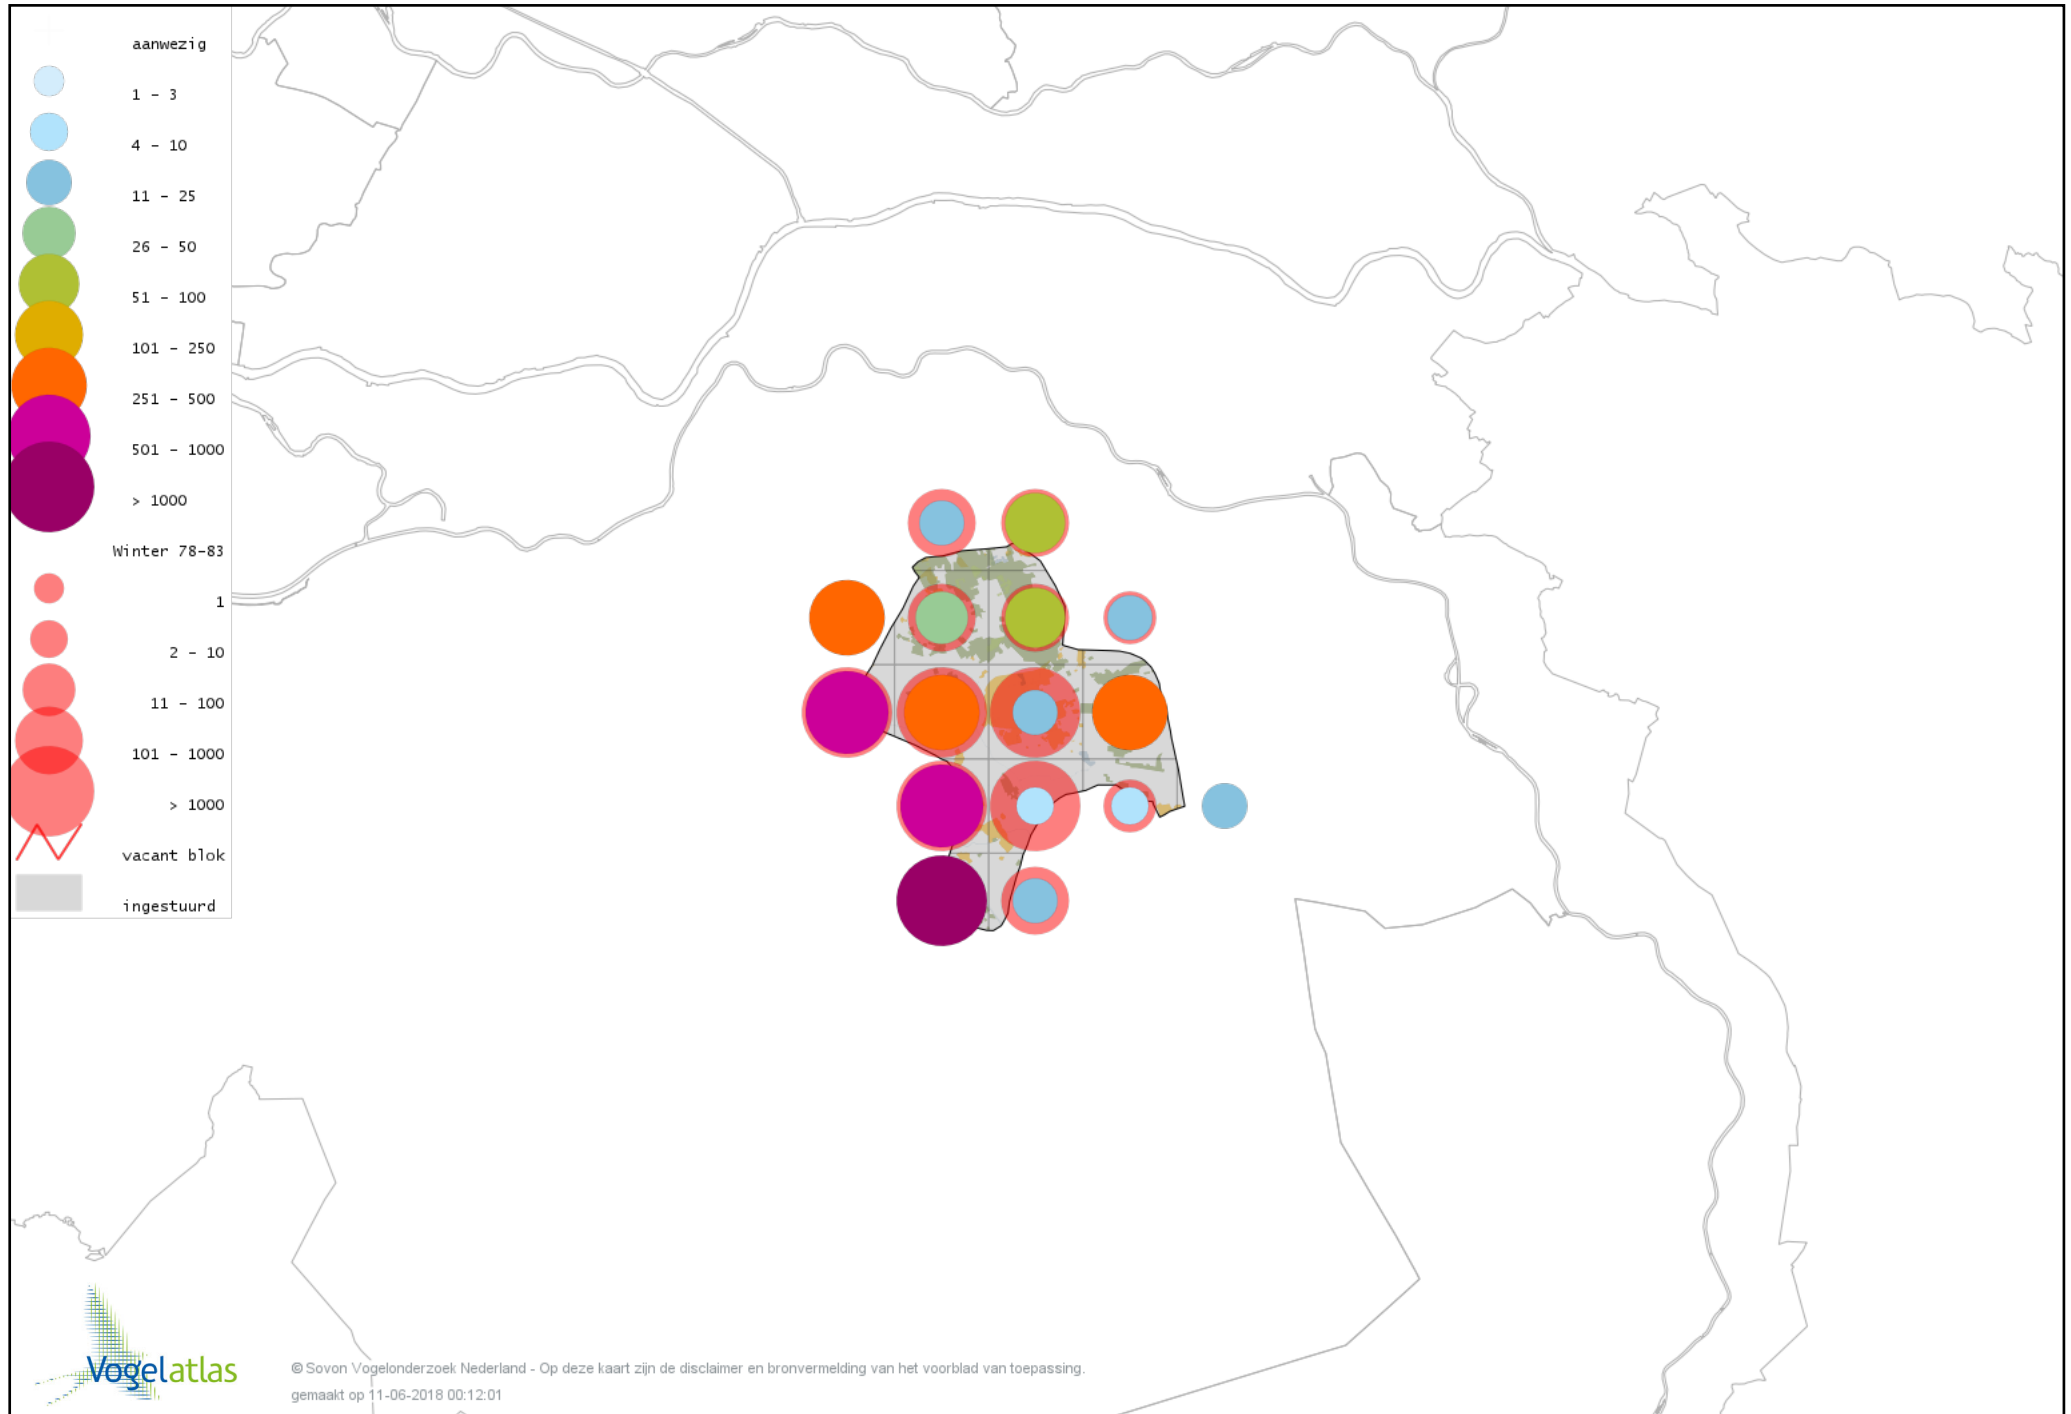 aanwezig
1 - 3
4 - 10
11 - 25
26 - 50
51 - 100
101 - 250
251 - 500
501 - 1000
> 1000
Winter 78-83
1
2 - 10
11 - 100
101 - 1000
> 1000
vacant blok
ingestuurd
Vogelatlas
© Sovon Vogelonderzoek Nederland - Op deze kaart zijn de disclaimer en bronvermelding van het voorblad van toepassing.
gemaakt op 11-06-2018 00:12:01